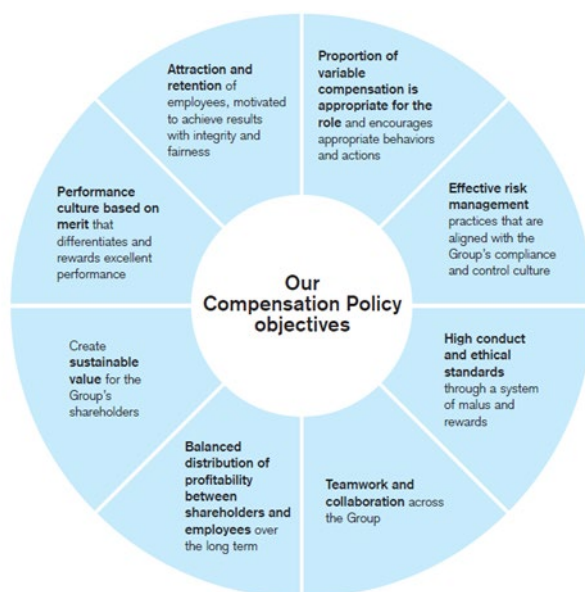 Attraction and
retention of
employees, motivated
to achieve results
with integrity and
fairness
Proportion of
variable
compensation is
appropriate for the
role and encourages
appropriate behaviors
and actions
Effective risk
management
practices that are
aligned with the
Group's compliance
and control culture
High conduct
and ethical
standards
through a system
of malus and
rewards
Teamwork and
collaboration across
the Group
Balanced
distribution of
profitability
between
shareholders and
employees over
the long term
Create
sustainable
value for the
Group's
shareholders
Performance
culture based on
merit that
differentiates and
rewards excellent
performance
Our
Compensation Policy
objectives